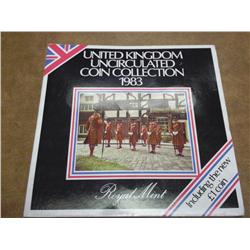 UNITED KINGDOM
UNCIRCULATED
COIN COLLECTION
1983
Royal Mint
Including the new
£1 coin